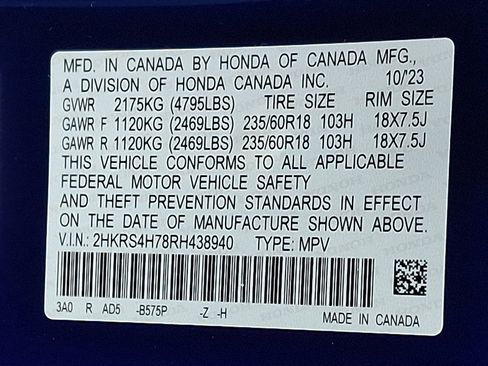 MFD. IN CANADA BY HONDA OF CANADA MFG.,
A DIVISION OF HONDA CANADA INC. 10/'23
GVWR 2175KG (4795LBS) TIRE SIZE RIM SIZE
GAWR F 1120KG (2469LBS) 235/60R18 103H 18X7.5J
GAWR R 1120KG (2469LBS) 235/60R18 103H 18X7.5J
THIS VEHICLE CONFORMS TO ALL APPLICABLE
FEDERAL MOTOR VEHICLE SAFETY
AND THEFT PREVENTION STANDARDS IN EFFECT
ON THE DATE OF MANUFACTURE SHOWN ABOVE.
V.I.N.: 2HKRS4H78RH438940 TYPE: MPV
3A0 R AD5 -B575P -Z -H
MADE IN CANADA